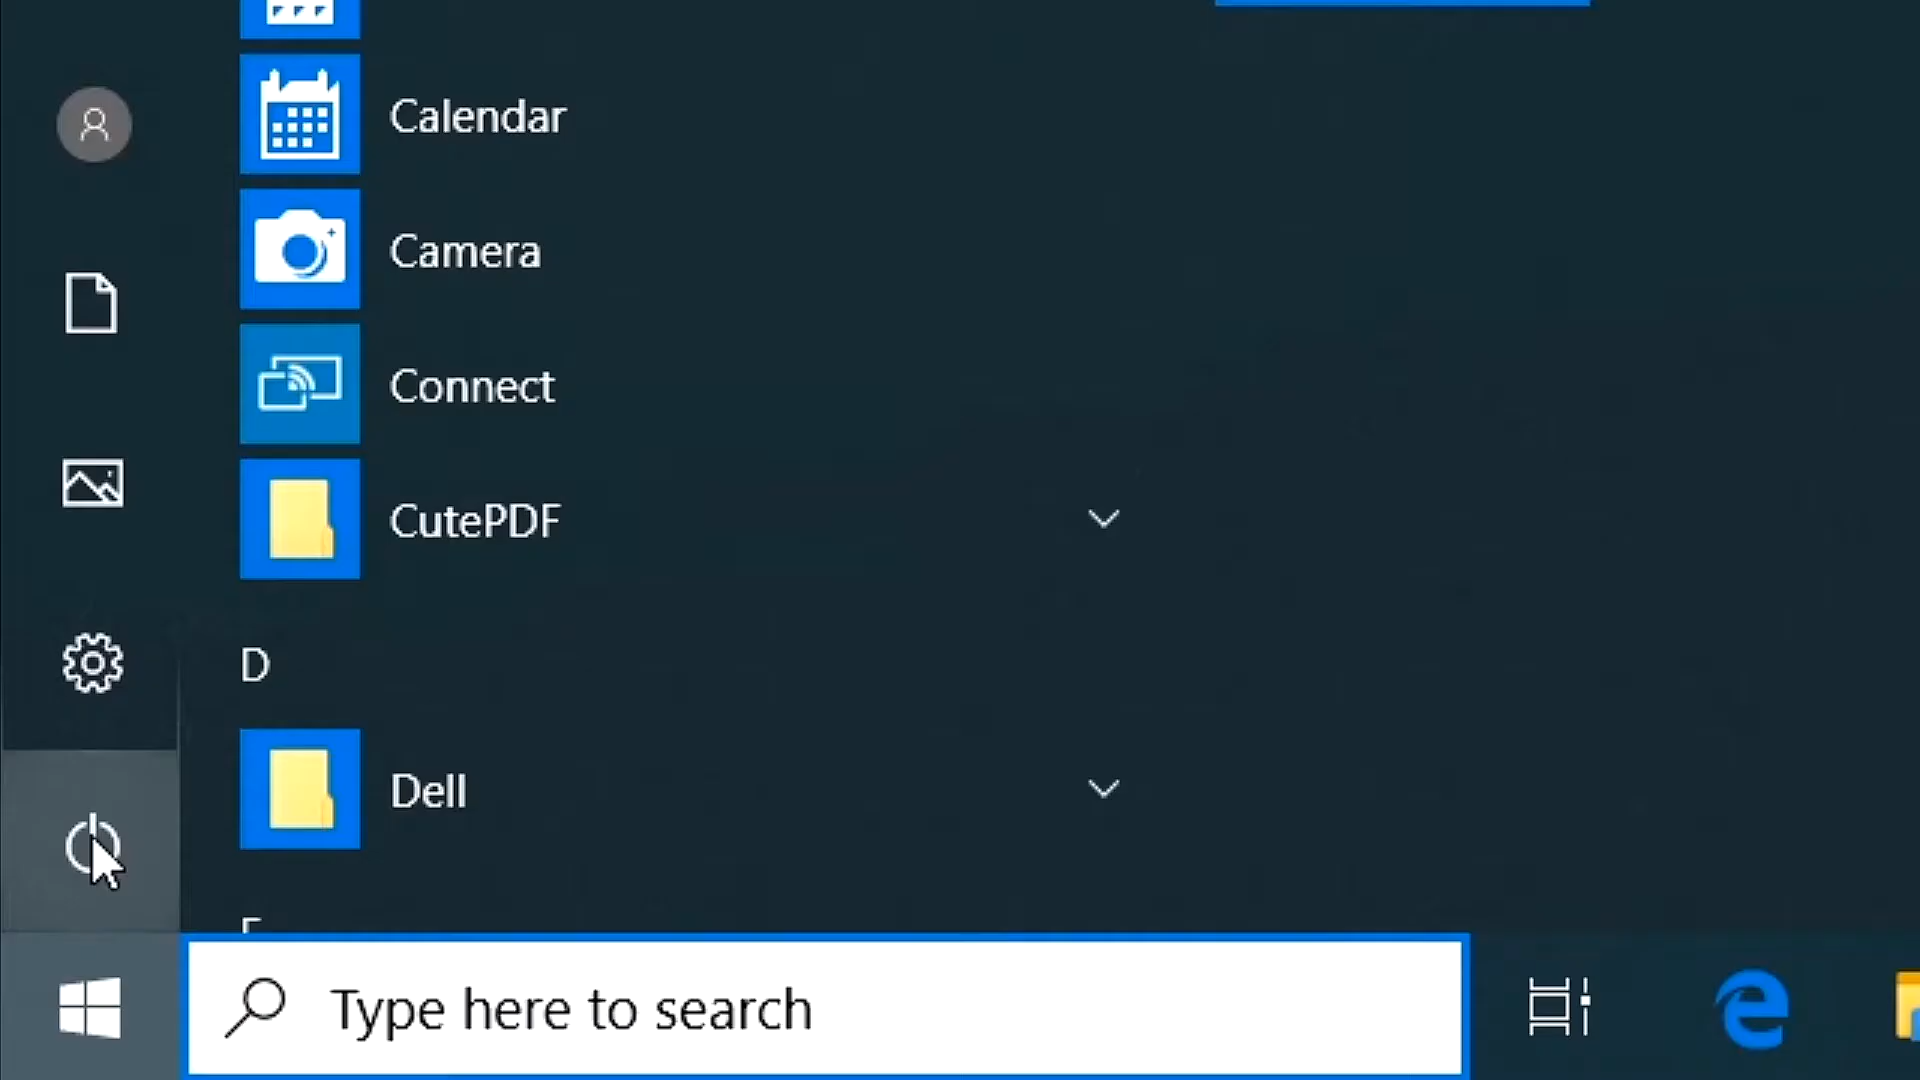 Calendar
Camera
Connect
CutePDF
D
Dell
Type here to search